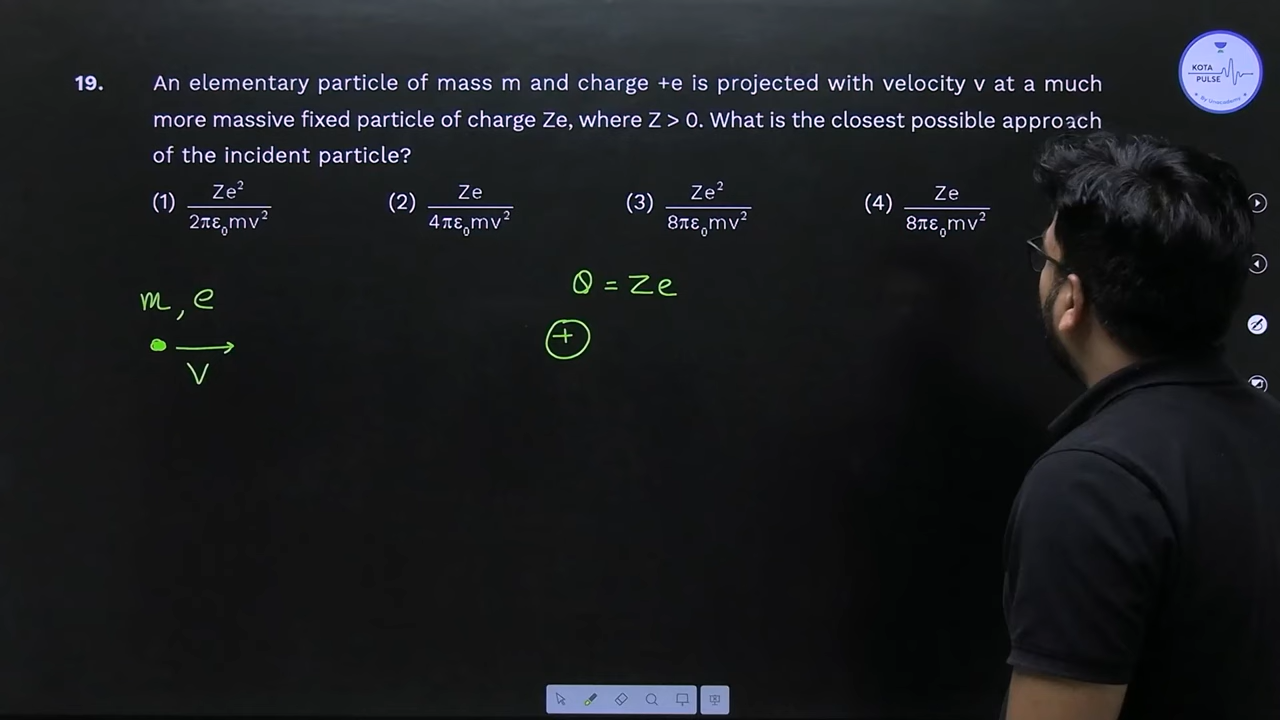 19. An elementary particle of mass m and charge +e is projected with velocity v at a much
more massive fixed particle of charge Ze, where Z > 0. What is the closest possible approach
of the incident particle?
(1) Ze²/2πε₀mv² (2) Ze/4πε₀mv² (3) Ze²/8πε₀mv² (4) Ze/8πε₀mv²
m, e
V
Q = Ze
+
KOTA
PULSE
By Unacademy